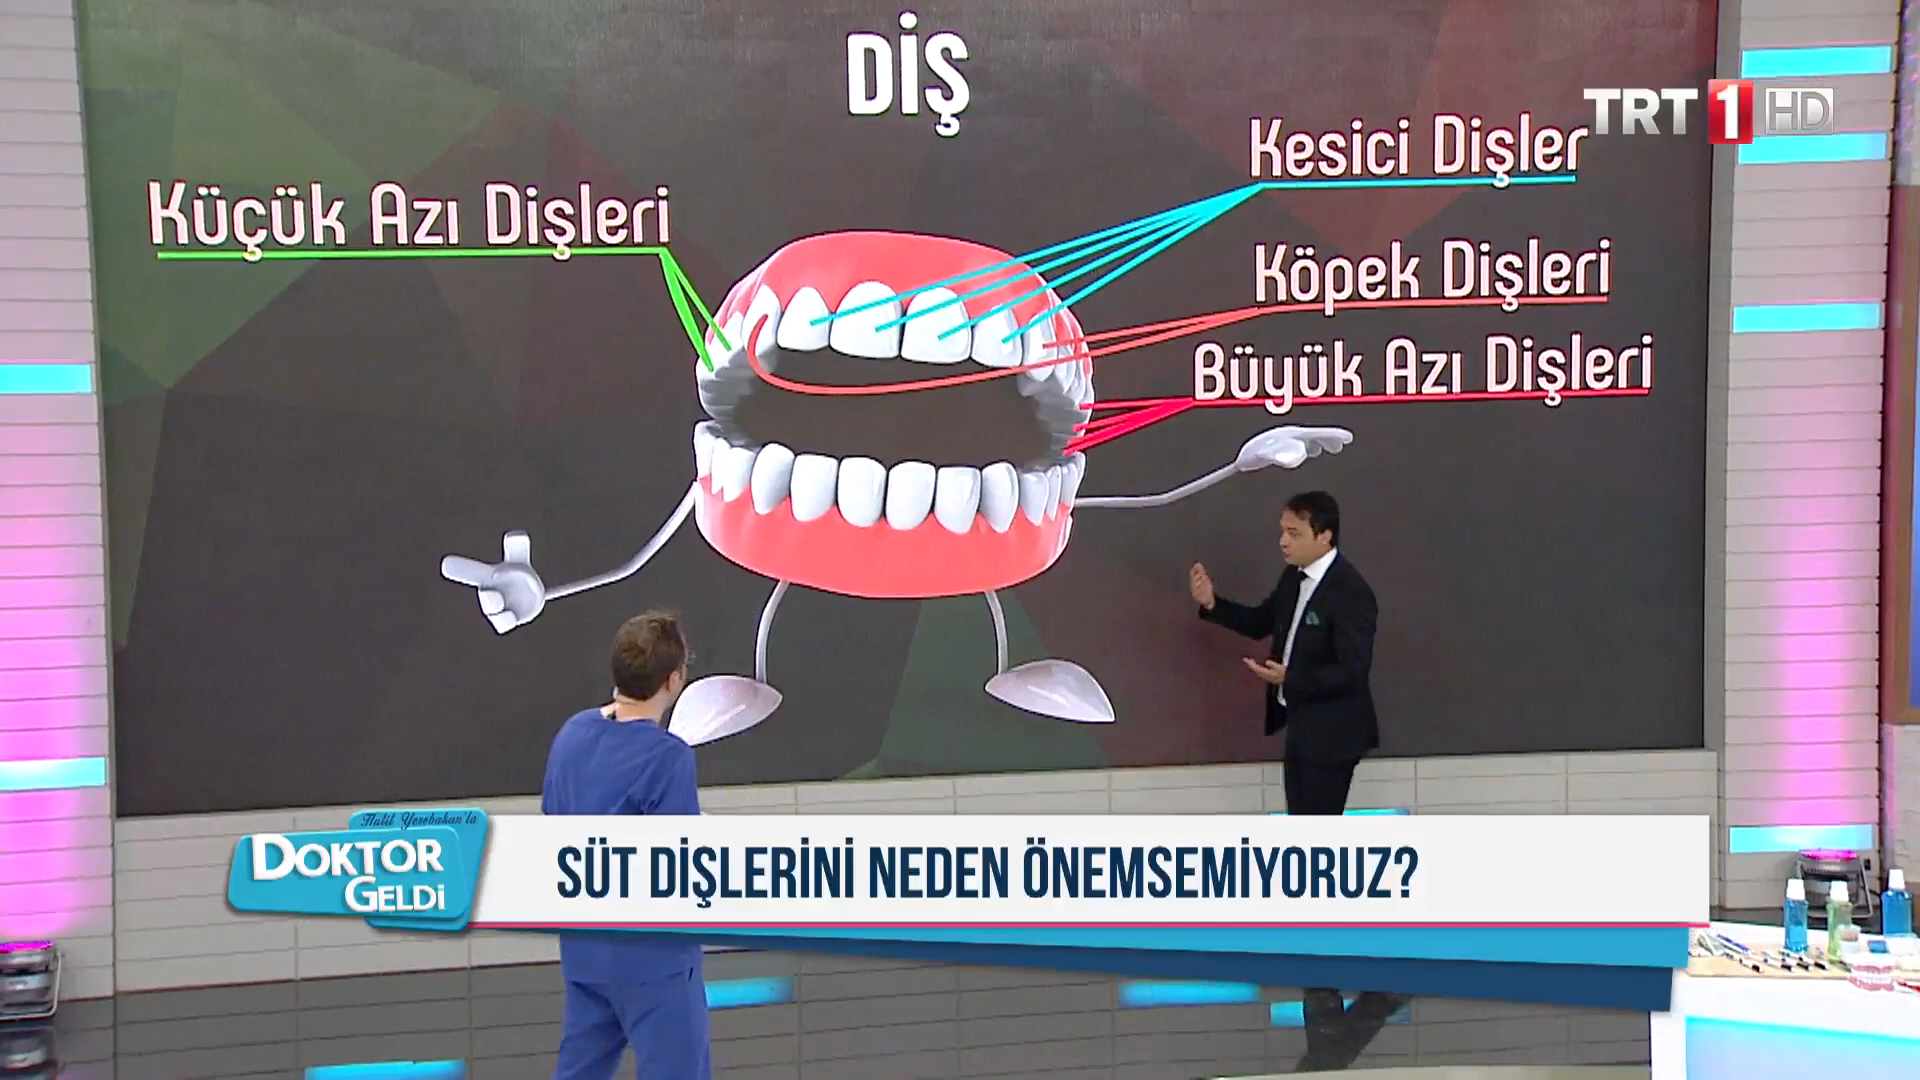 DİŞ
TRT 1 HD
Kesici Dişler
Küçük Azı Dişleri
Köpek Dişleri
Büyük Azı Dişleri
Halil Yerebakan'la
DOKTOR
GELDİ
SÜT DİŞLERİNİ NEDEN ÖNEMSEMİYORUZ?